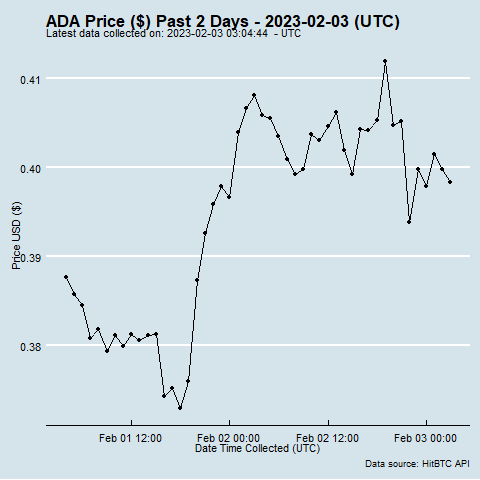 ADA Price ($) Past 2 Days - 2023-02-03 (UTC)
Latest data collected on: 2023-02-03 03:04:44 - UTC
0.41
0.40
0.39
0.38
Price USD ($)
Feb 01 12:00
Feb 02 00:00
Feb 02 12:00
Feb 03 00:00
Date Time Collected (UTC)
Data source: HitBTC API